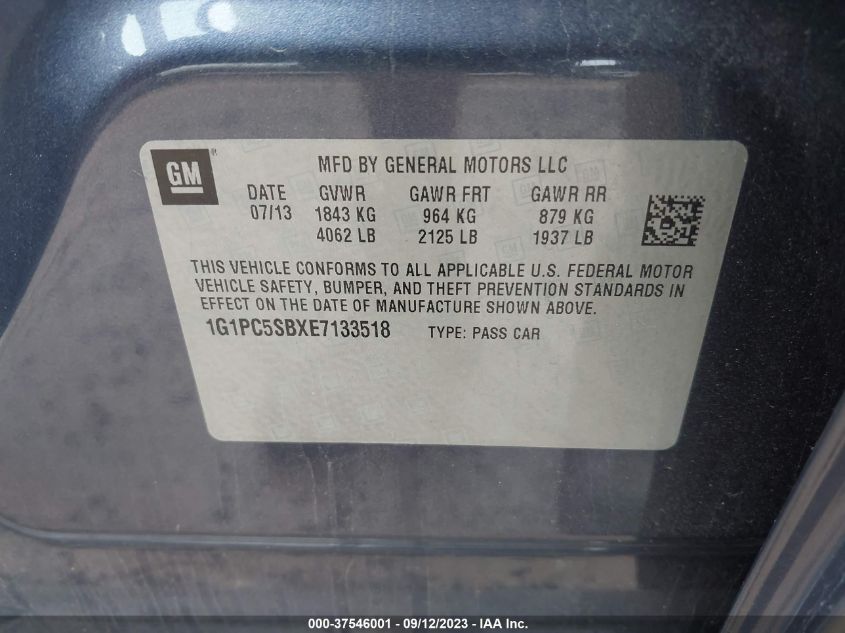 GM ®
MFD BY GENERAL MOTORS LLC
DATE GVWR GAWR FRT GAWR RR
07/13 1843 KG 964 KG 879 KG
4062 LB 2125 LB 1937 LB
THIS VEHICLE CONFORMS TO ALL APPLICABLE U.S. FEDERAL MOTOR
VEHICLE SAFETY, BUMPER, AND THEFT PREVENTION STANDARDS IN
EFFECT ON THE DATE OF MANUFACTURE SHOWN ABOVE.
1G1PC5SBXE7133518 TYPE: PASS CAR
000-37546001 - 09/12/2023 - © IAA Inc.